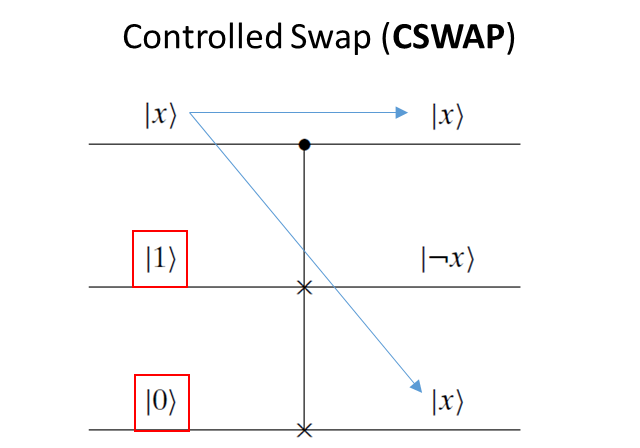 Controlled Swap (CSWAP)
|x⟩ |x⟩
|1⟩ |¬x⟩
|0⟩ |x⟩